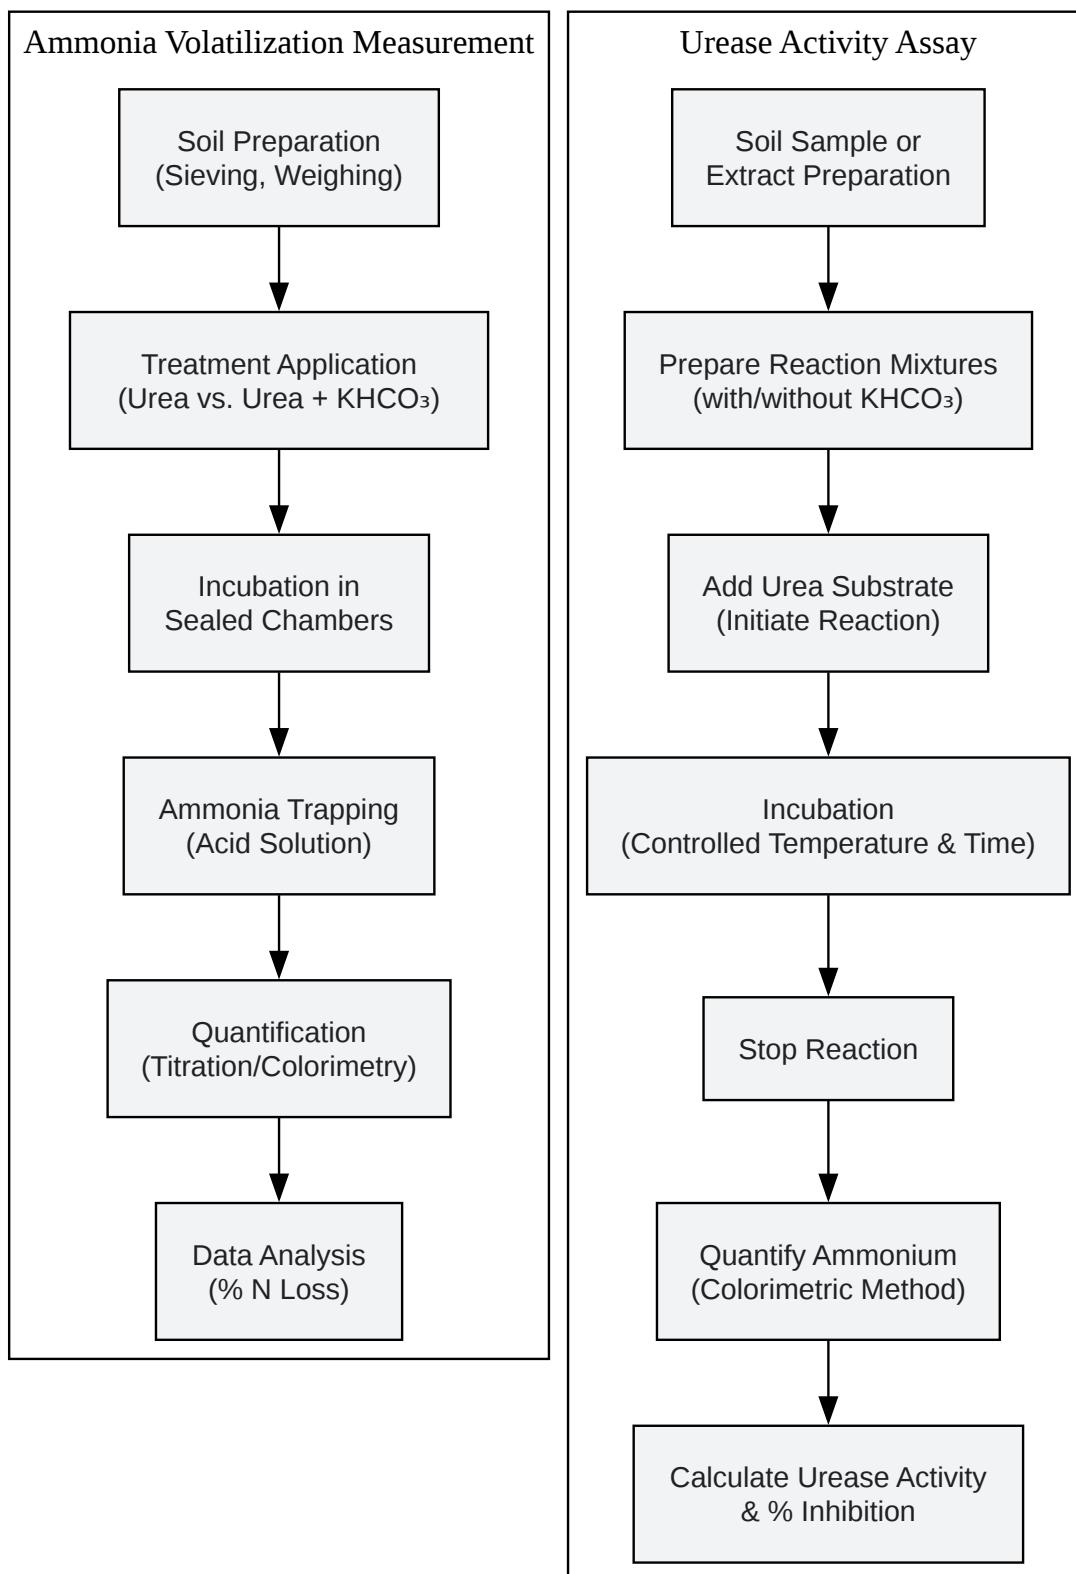 Ammonia Volatilization Measurement
Soil Preparation
(Sieving, Weighing)
Treatment Application
(Urea vs. Urea + KHCO₃)
Incubation in
Sealed Chambers
Ammonia Trapping
(Acid Solution)
Quantification
(Titration/Colorimetry)
Data Analysis
(% N Loss)
Urease Activity Assay
Soil Sample or
Extract Preparation
Prepare Reaction Mixtures
(with/without KHCO₃)
Add Urea Substrate
(Initiate Reaction)
Incubation
(Controlled Temperature & Time)
Stop Reaction
Quantify Ammonium
(Colorimetric Method)
Calculate Urease Activity
& % Inhibition